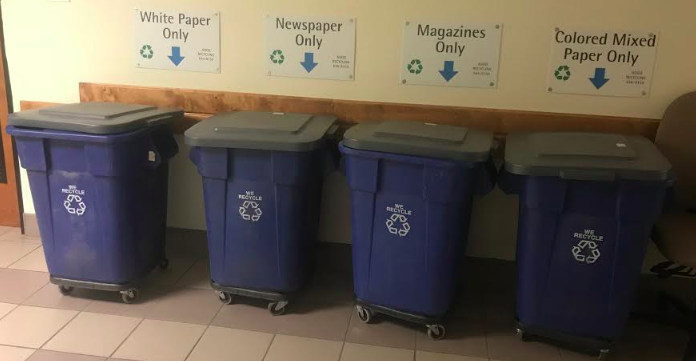 White Paper
Only
Newspaper
Only
Magazines
Only
Colored Mixed
Paper Only
WE
RECYCLE
WE
RECYCLE
WE
RECYCLE
WE
RECYCLE